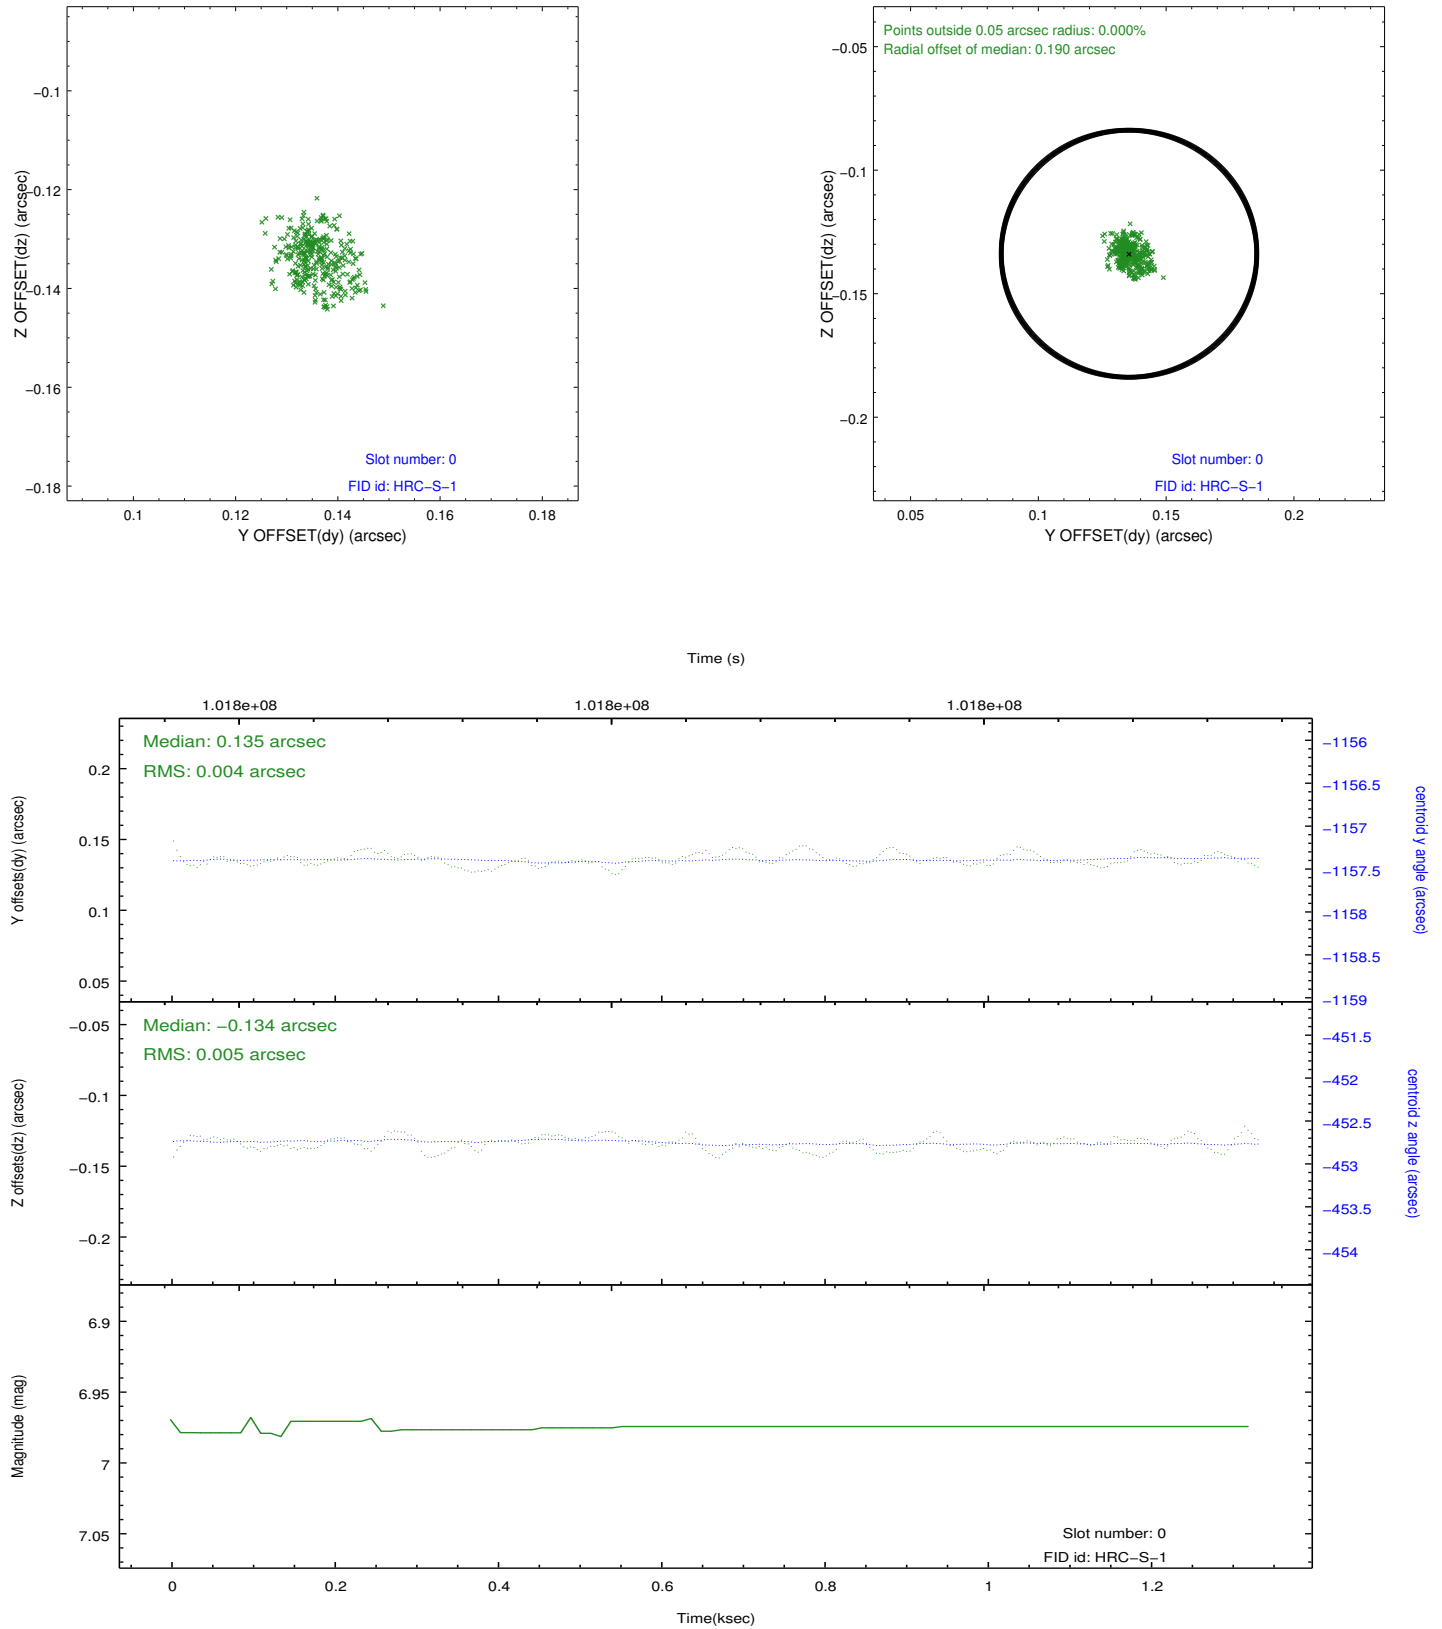 −0.1
−0.12
−0.14
−0.16
−0.18
Z OFFSET(dz) (arcsec)
0.1 0.12 0.14 0.16 0.18
Y OFFSET(dy) (arcsec)
Slot number: 0
FID id: HRC−S−1
Points outside 0.05 arcsec radius: 0.000%
Radial offset of median: 0.190 arcsec
−0.05
−0.1
−0.15
−0.2
Z OFFSET(dz) (arcsec)
Slot number: 0
FID id: HRC−S−1
0.05 0.1 0.15 0.2
Y OFFSET(dy) (arcsec)
Time (s)
1.018e+08 1.018e+08 1.018e+08
Median: 0.135 arcsec
RMS: 0.004 arcsec
0.2
0.15
0.1
0.05
Y offsets(dy) (arcsec)
−1156
−1156.5
−1157
−1157.5
−1158
−1158.5
−1159
centroid y angle (arcsec)
Median: −0.134 arcsec
RMS: 0.005 arcsec
−0.05
−0.1
−0.15
−0.2
Z offsets(dz) (arcsec)
−451.5
−452
−452.5
−453
−453.5
−454
centroid z angle (arcsec)
6.9
6.95
7
7.05
Magnitude (mag)
Slot number: 0
FID id: HRC−S−1
0 0.2 0.4 0.6 0.8 1 1.2
Time(ksec)